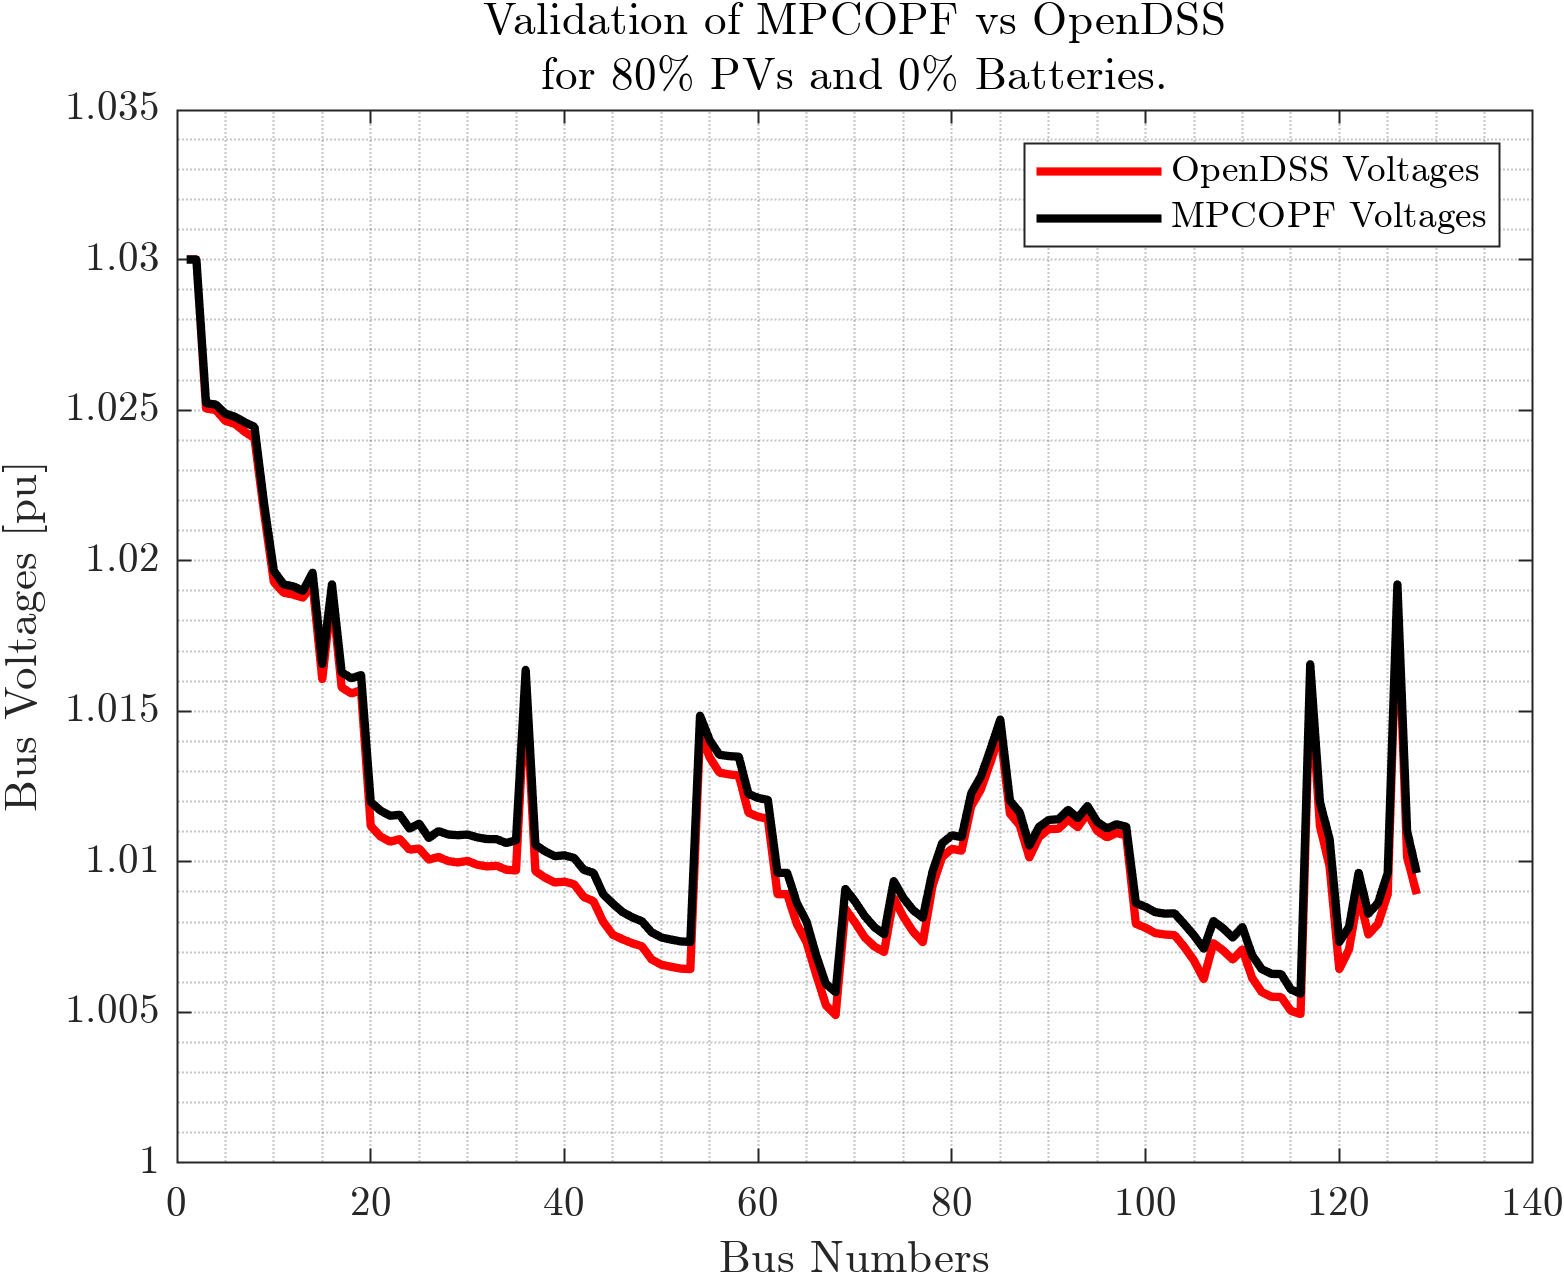 Validation of MPCOPF vs OpenDSS
for 80% PVs and 0% Batteries.
OpenDSS Voltages
MPCOPF Voltages
Bus Voltages [pu]
1.035
1.03
1.025
1.02
1.015
1.01
1.005
1
0 20 40 60 80 100 120 140
Bus Numbers